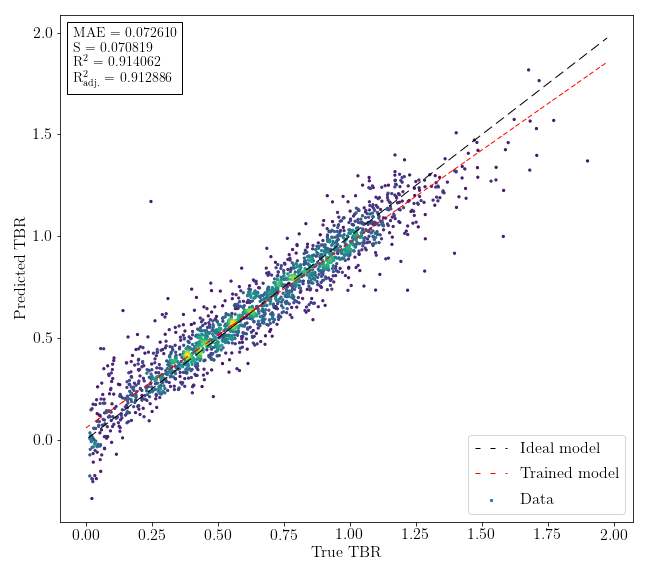 MAE = 0.072610
S = 0.070819
R² = 0.914062
R²adj. = 0.912886
2.0
1.5
1.0
0.5
0.0
Predicted TBR
Ideal model
Trained model
Data
0.00 0.25 0.50 0.75 1.00 1.25 1.50 1.75 2.00
True TBR